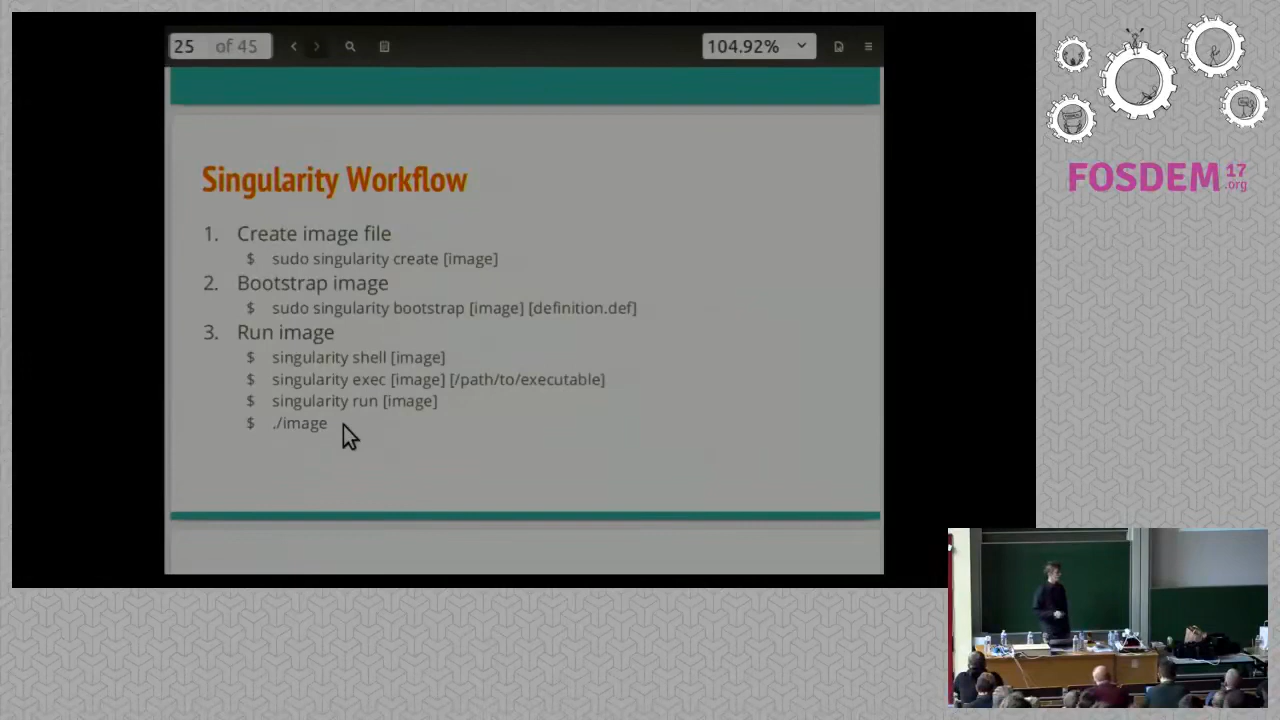 25 of 45
104.92%
Singularity Workflow
1. Create image file
$ sudo singularity create [image]
2. Bootstrap image
$ sudo singularity bootstrap [image] [definition.def]
3. Run image
$ singularity shell [image]
$ singularity exec [image] [/path/to/executable]
$ singularity run [image]
$ ./image
FOSDEM 17
.org